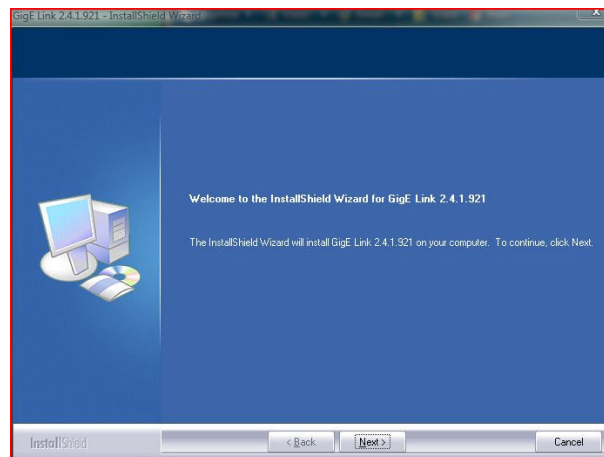 GigE Link 2.4.1.921 - InstallShield Wizard
Welcome to the InstallShield Wizard for GigE Link 2.4.1.921
The InstallShield Wizard will install GigE Link 2.4.1.921 on your computer. To continue, click Next.
InstallShield
< Back
Next >
Cancel